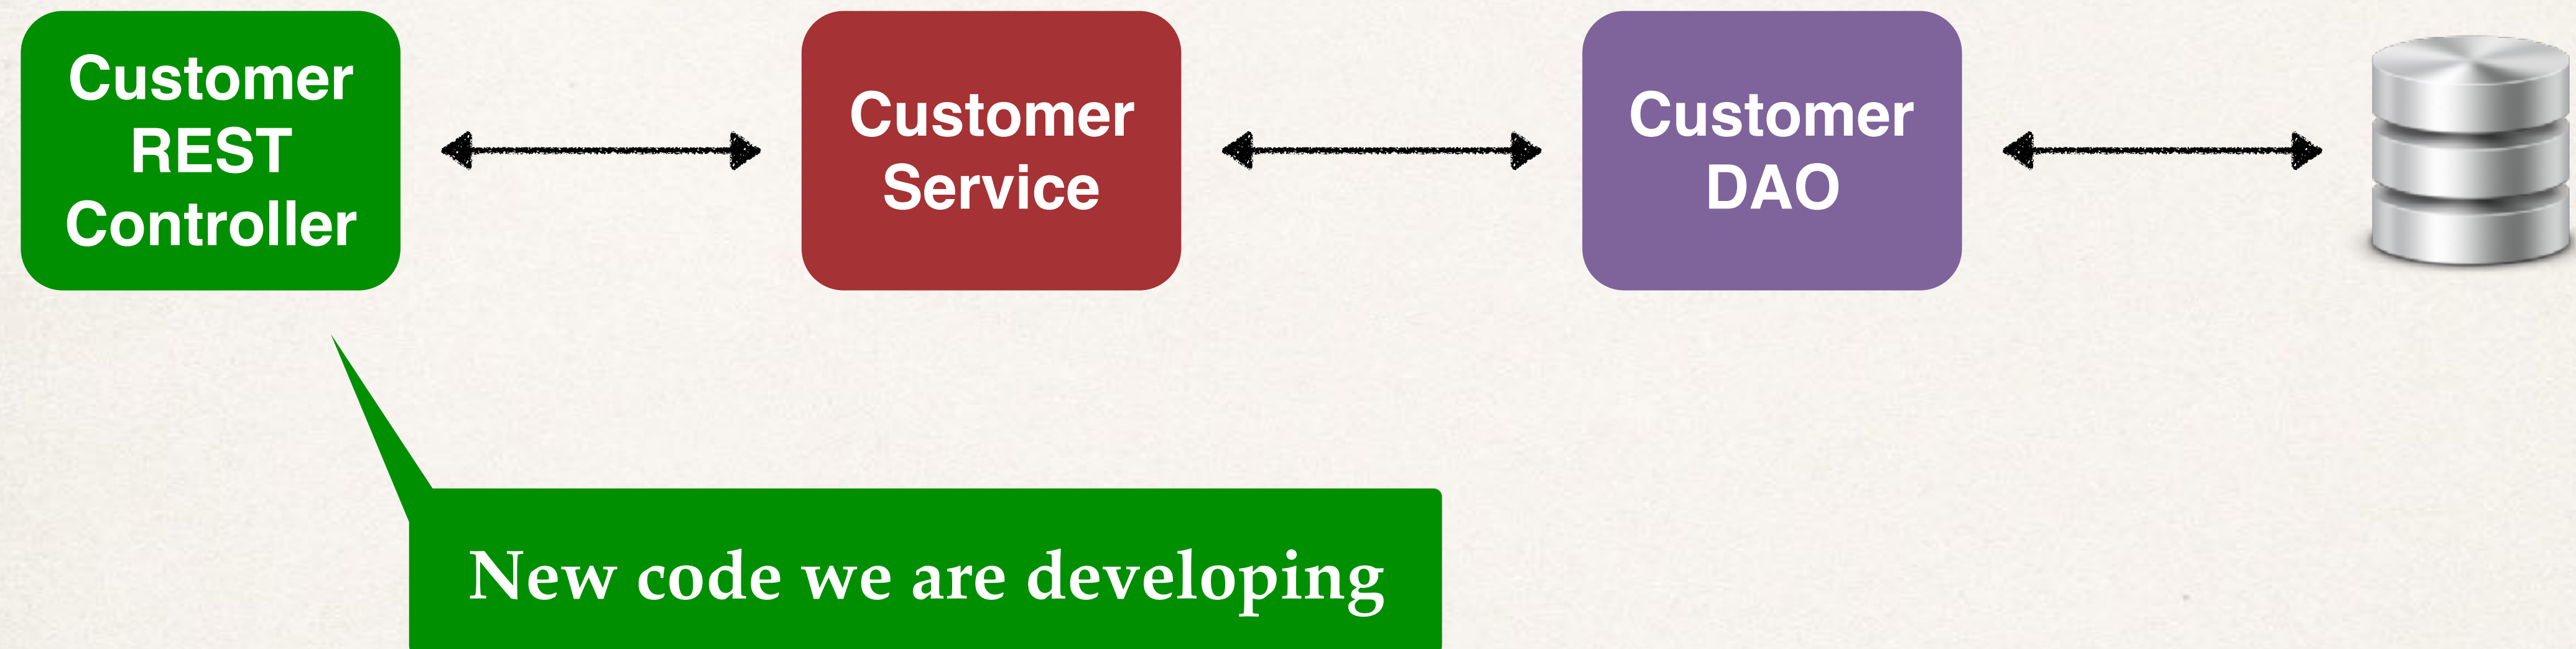 Customer
REST
Controller
Customer
Service
Customer
DAO
New code we are developing